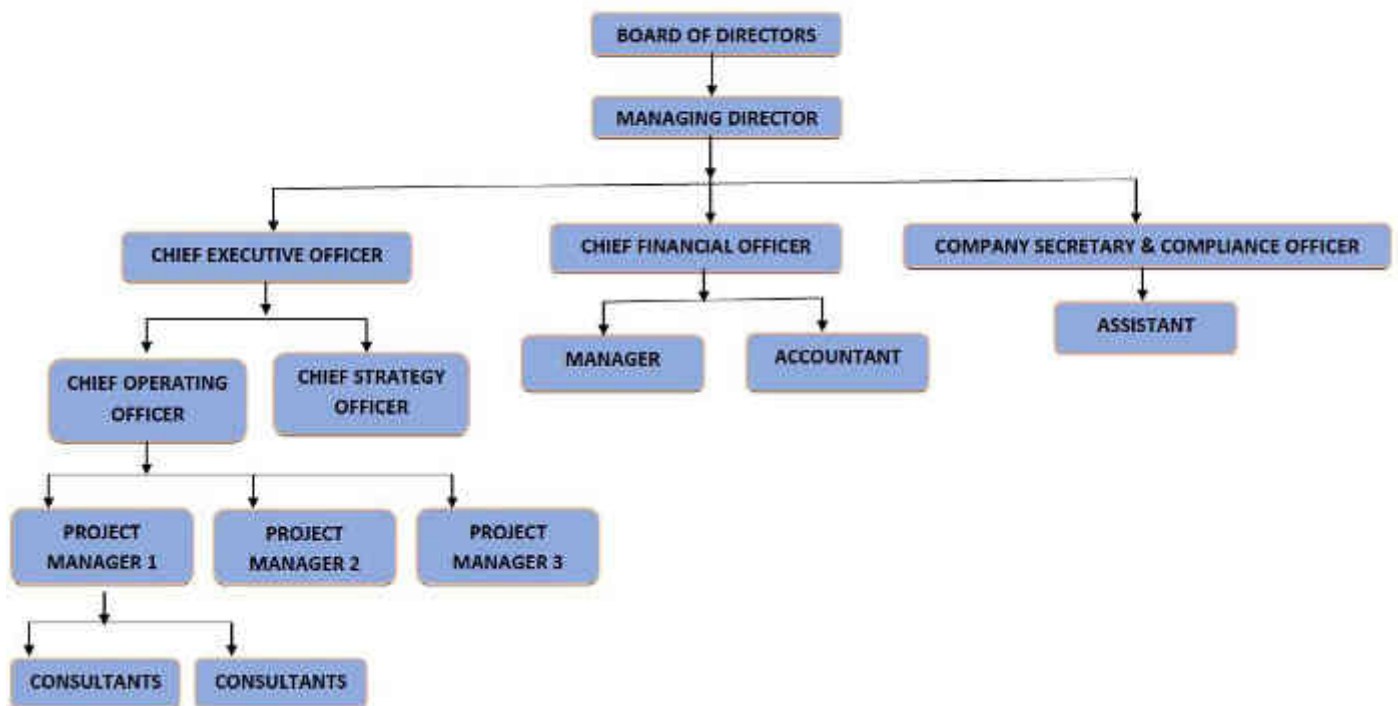 BOARD OF DIRECTORS
MANAGING DIRECTOR
CHIEF EXECUTIVE OFFICER
CHIEF FINANCIAL OFFICER
COMPANY SECRETARY & COMPLIANCE OFFICER
MANAGER
ACCOUNTANT
ASSISTANT
CHIEF OPERATING
OFFICER
CHIEF STRATEGY
OFFICER
PROJECT
MANAGER 1
PROJECT
MANAGER 2
PROJECT
MANAGER 3
CONSULTANTS
CONSULTANTS